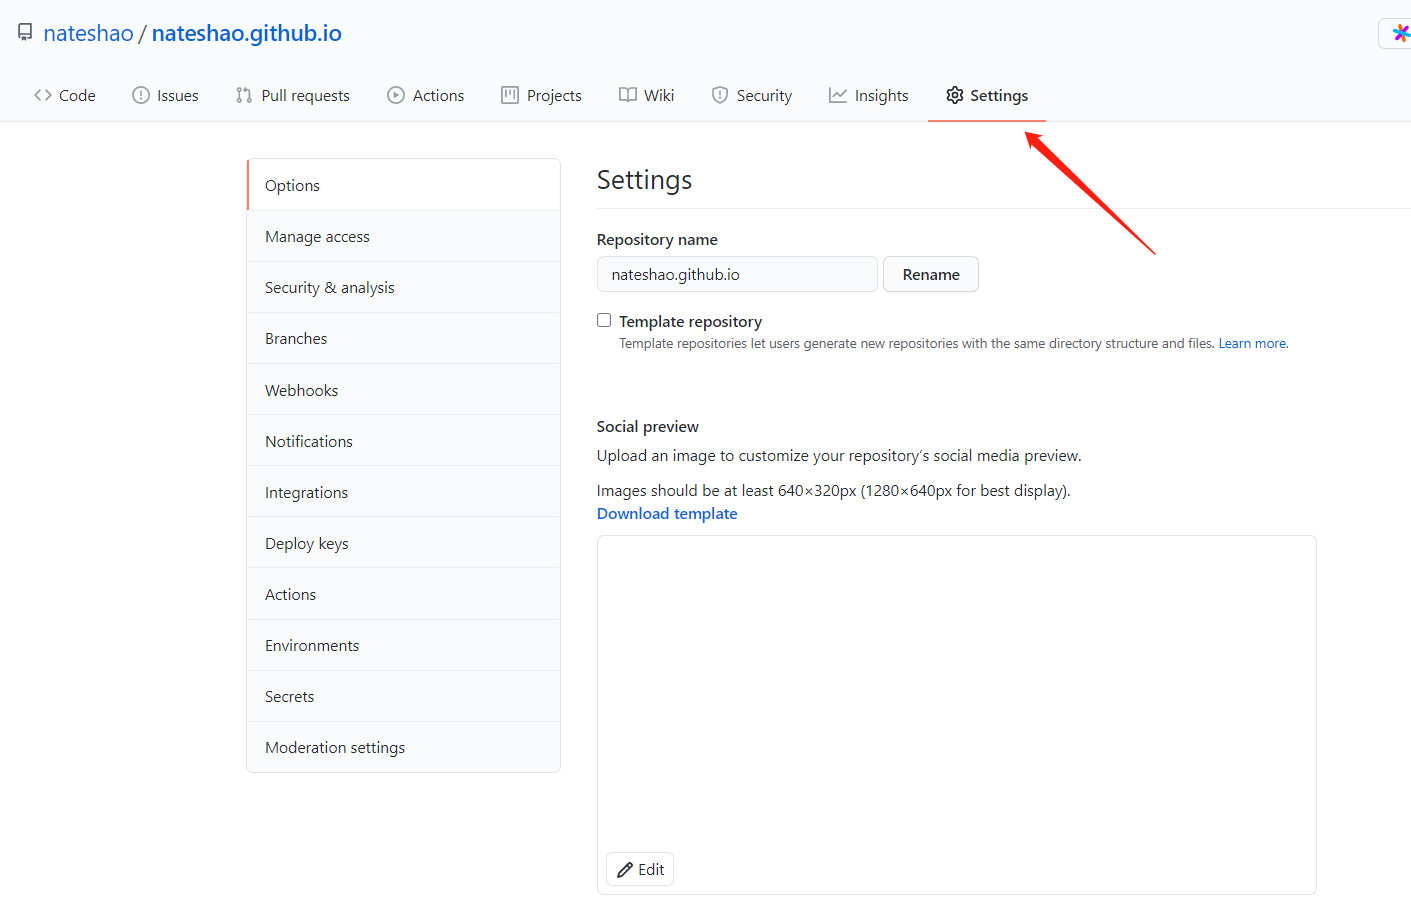 nateshao / nateshao.github.io
Code Issues Pull requests Actions Projects Wiki Security Insights Settings
Options
Manage access
Security & analysis
Branches
Webhooks
Notifications
Integrations
Deploy keys
Actions
Environments
Secrets
Moderation settings
Settings
Repository name
nateshao.github.io Rename
Template repository
Template repositories let users generate new repositories with the same directory structure and files. Learn more.
Social preview
Upload an image to customize your repository’s social media preview.
Images should be at least 640×320px (1280×640px for best display).
Download template
Edit